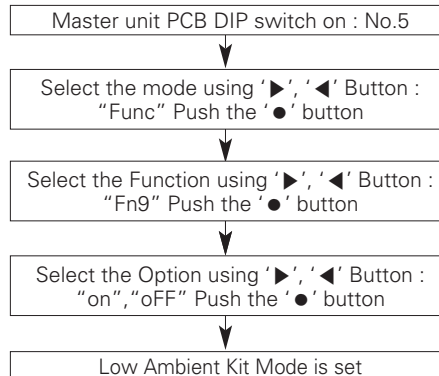 Master unit PCB DIP switch on : No.5
Select the mode using ‘▶’, ‘◀’ Button :
“Func” Push the ‘●’ button
Select the Function using ‘▶’, ‘◀’ Button :
“Fn9” Push the ‘●’ button
Select the Option using ‘▶’, ‘◀’ Button :
“on”,“oFF” Push the ‘●’ button
Low Ambient Kit Mode is set